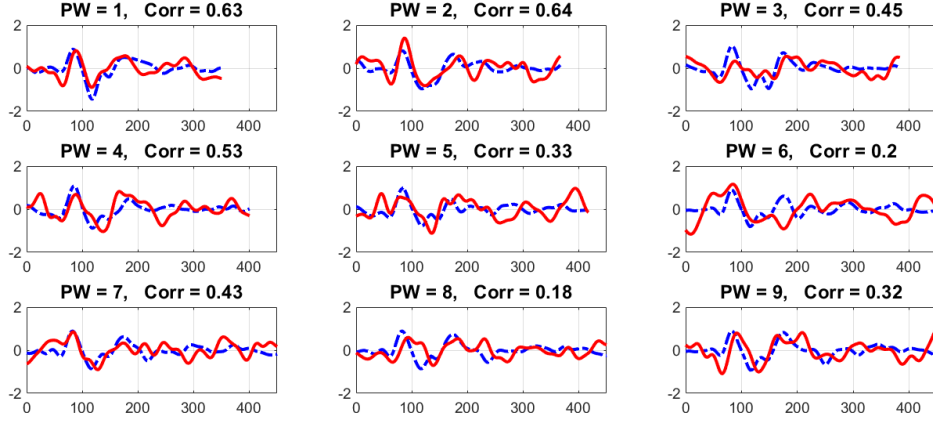 PW = 1,   Corr = 0.63
2
0
-2
0 100 200 300 400
PW = 2,   Corr = 0.64
2
0
-2
0 100 200 300 400
PW = 3,   Corr = 0.45
2
0
-2
0 100 200 300 400
PW = 4,   Corr = 0.53
2
0
-2
0 100 200 300 400
PW = 5,   Corr = 0.33
2
0
-2
0 100 200 300 400
PW = 6,   Corr = 0.2
2
0
-2
0 100 200 300 400
PW = 7,   Corr = 0.43
2
0
-2
0 100 200 300 400
PW = 8,   Corr = 0.18
2
0
-2
0 100 200 300 400
PW = 9,   Corr = 0.32
2
0
-2
0 100 200 300 400